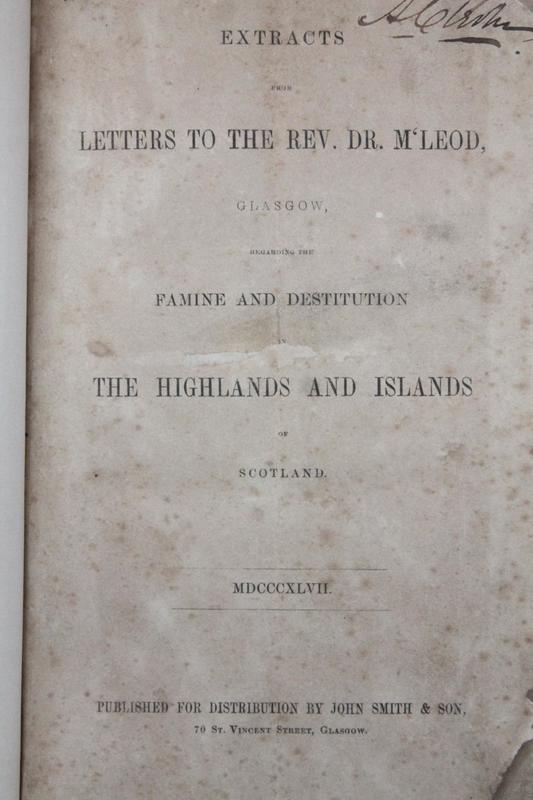 EXTRACTS
FROM
LETTERS TO THE REV. DR. M‘LEOD,
GLASGOW,
REGARDING THE
FAMINE AND DESTITUTION
IN
THE HIGHLANDS AND ISLANDS
OF
SCOTLAND.
MDCCCXLVII.
PUBLISHED FOR DISTRIBUTION BY JOHN SMITH & SON,
70 ST. VINCENT STREET, GLASGOW.